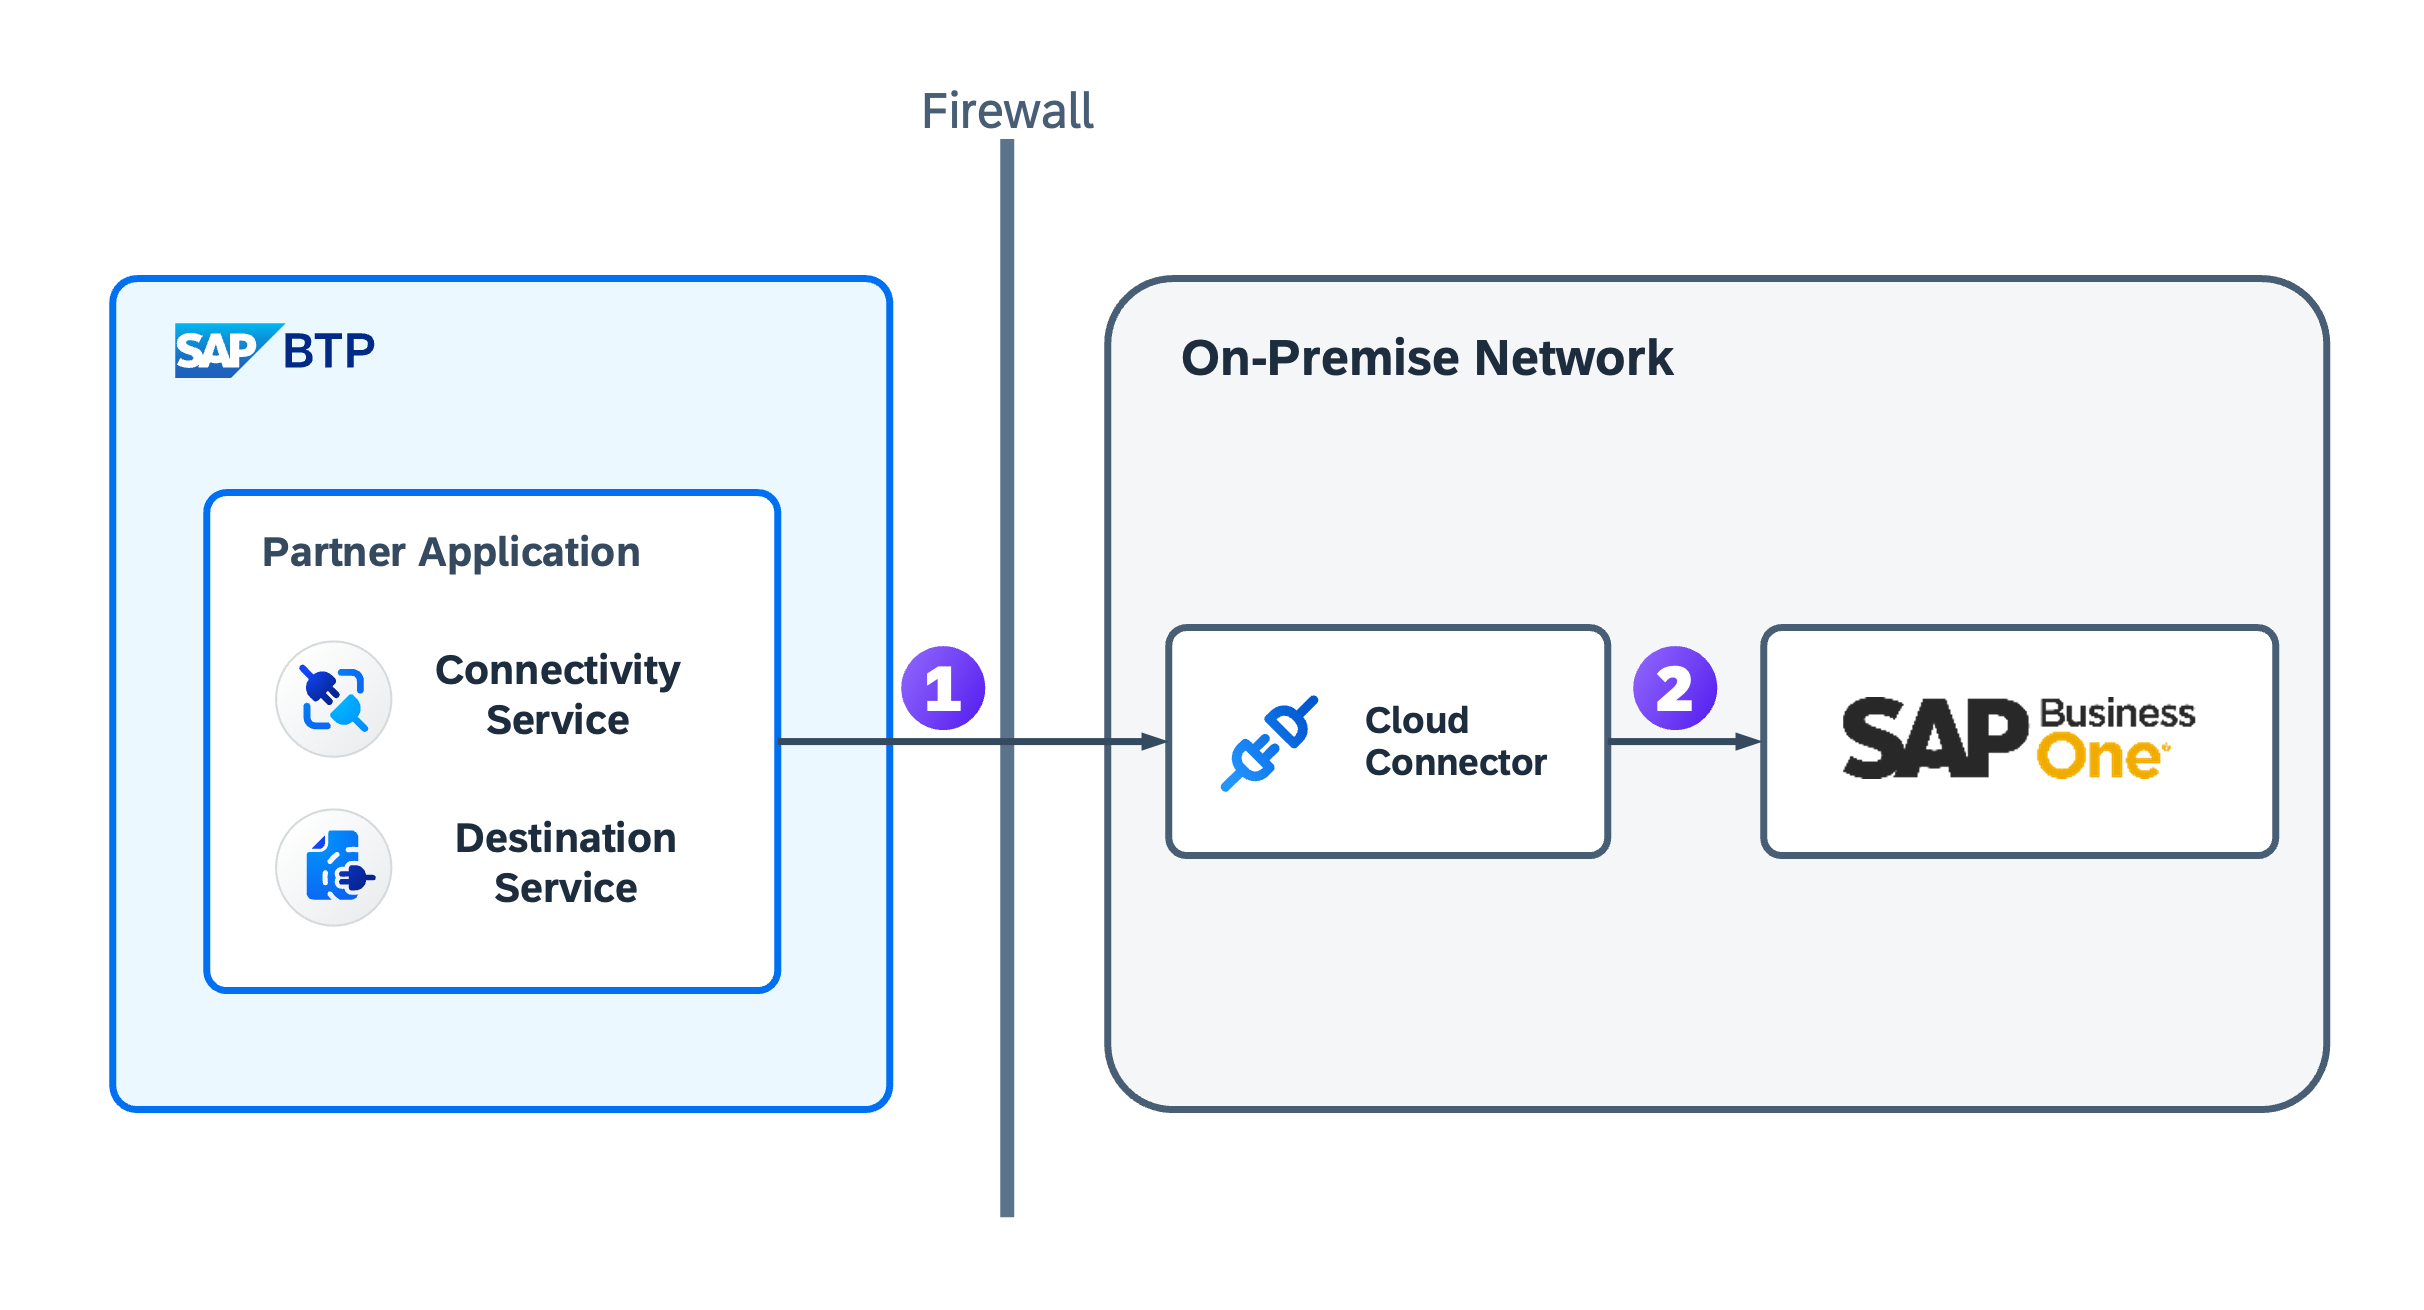 Firewall
SAP BTP
On-Premise Network
Partner Application
Connectivity
Service
Destination
Service
1
Cloud
Connector
2
SAP Business
One